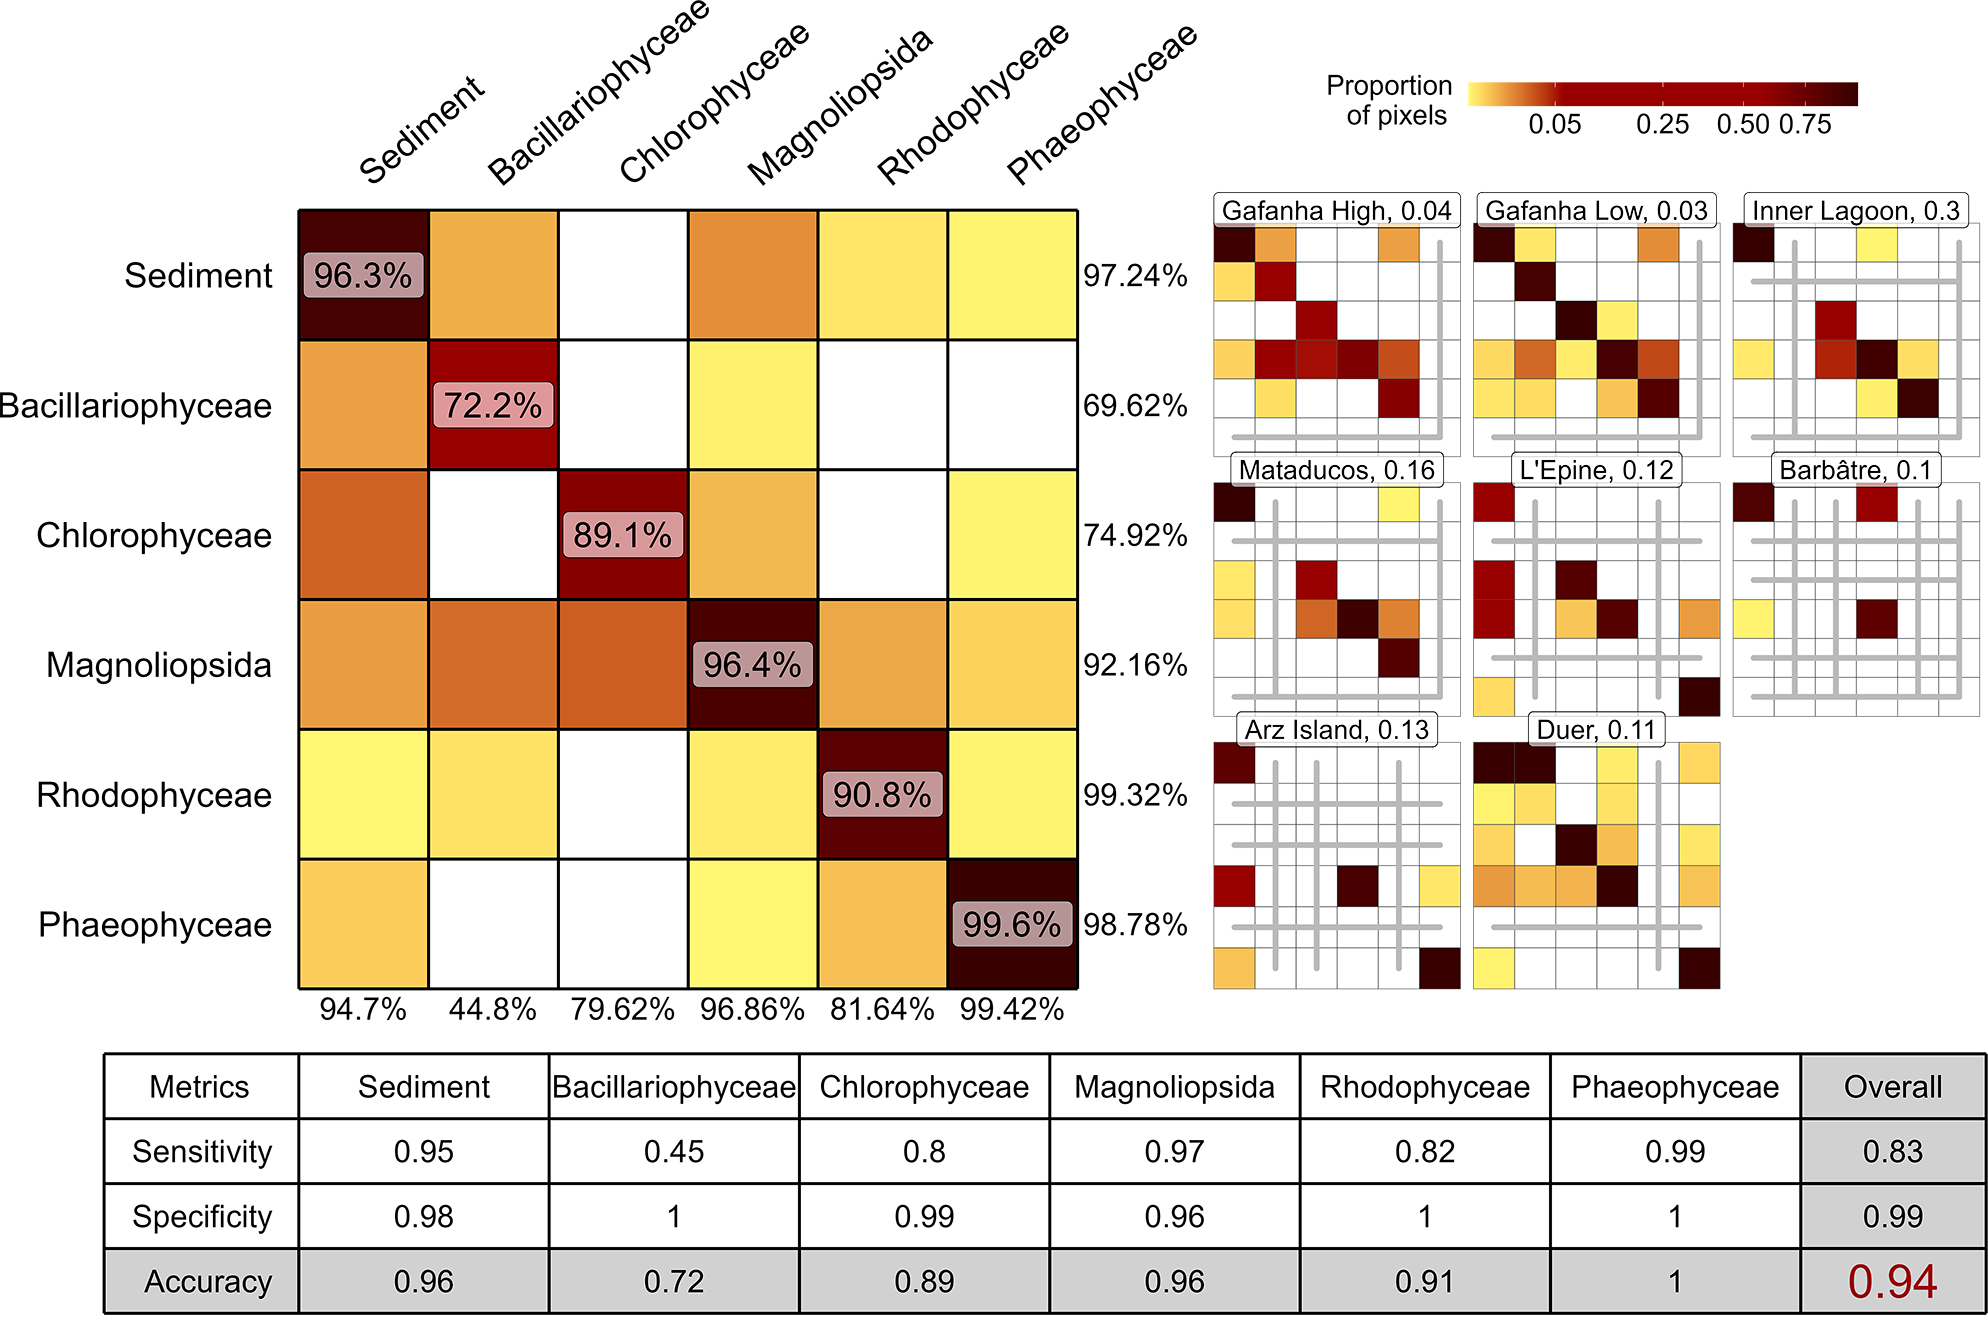 Sediment
Bacillariophyceae
Chlorophyceae
Magnoliopsida
Rhodophyceae
Phaeophyceae
Sediment
96.3%
97.24%
Bacillariophyceae
72.2%
69.62%
Chlorophyceae
89.1%
74.92%
Magnoliopsida
96.4%
92.16%
Rhodophyceae
90.8%
99.32%
Phaeophyceae
99.6%
98.78%
94.7% 44.8% 79.62% 96.86% 81.64% 99.42%
Proportion
of pixels
0.05 0.25 0.50 0.75
Gafanha High, 0.04
Gafanha Low, 0.03
Inner Lagoon, 0.3
Mataducos, 0.16
L'Epine, 0.12
Barbâtre, 0.1
Arz Island, 0.13
Duer, 0.11
Metrics Sediment Bacillariophyceae Chlorophyceae Magnoliopsida Rhodophyceae Phaeophyceae Overall
Sensitivity 0.95 0.45 0.8 0.97 0.82 0.99 0.83
Specificity 0.98 1 0.99 0.96 1 1 0.99
Accuracy 0.96 0.72 0.89 0.96 0.91 1 0.94